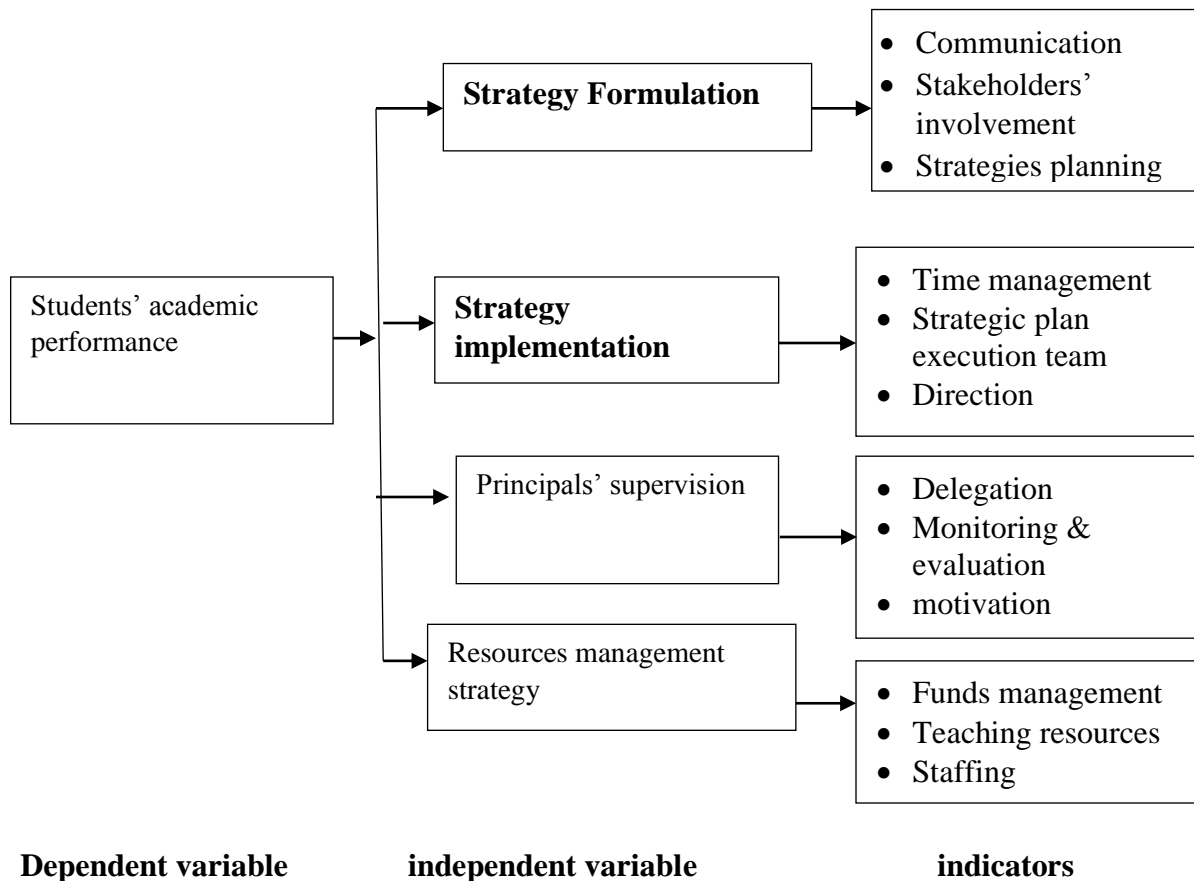 Students’ academic
performance
Strategy Formulation
• Communication
• Stakeholders’
involvement
• Strategies planning
Strategy
implementation
• Time management
• Strategic plan
execution team
• Direction
Principals’ supervision
• Delegation
• Monitoring &
evaluation
• motivation
Resources management
strategy
• Funds management
• Teaching resources
• Staffing
Dependent variable
independent variable
indicators